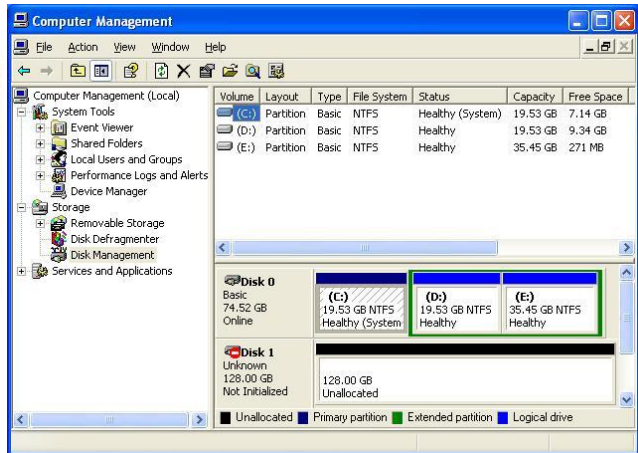 Computer Management
File Action View Window Help
Computer Management (Local)
System Tools
Event Viewer
Shared Folders
Local Users and Groups
Performance Logs and Alerts
Device Manager
Storage
Removable Storage
Disk Defragmenter
Disk Management
Services and Applications
Volume Layout Type File System Status Capacity Free Space
(C:) Partition Basic NTFS Healthy (System) 19.53 GB 7.14 GB
(D:) Partition Basic NTFS Healthy 19.53 GB 9.34 GB
(E:) Partition Basic NTFS Healthy 35.45 GB 271 MB
Disk 0
Basic
74.52 GB
Online
(C:)
19.53 GB NTFS
Healthy (System
(D:)
19.53 GB NTFS
Healthy
(E:)
35.45 GB NTFS
Healthy
Disk 1
Unknown
128.00 GB
Not Initialized
128.00 GB
Unallocated
Unallocated Primary partition Extended partition Logical drive